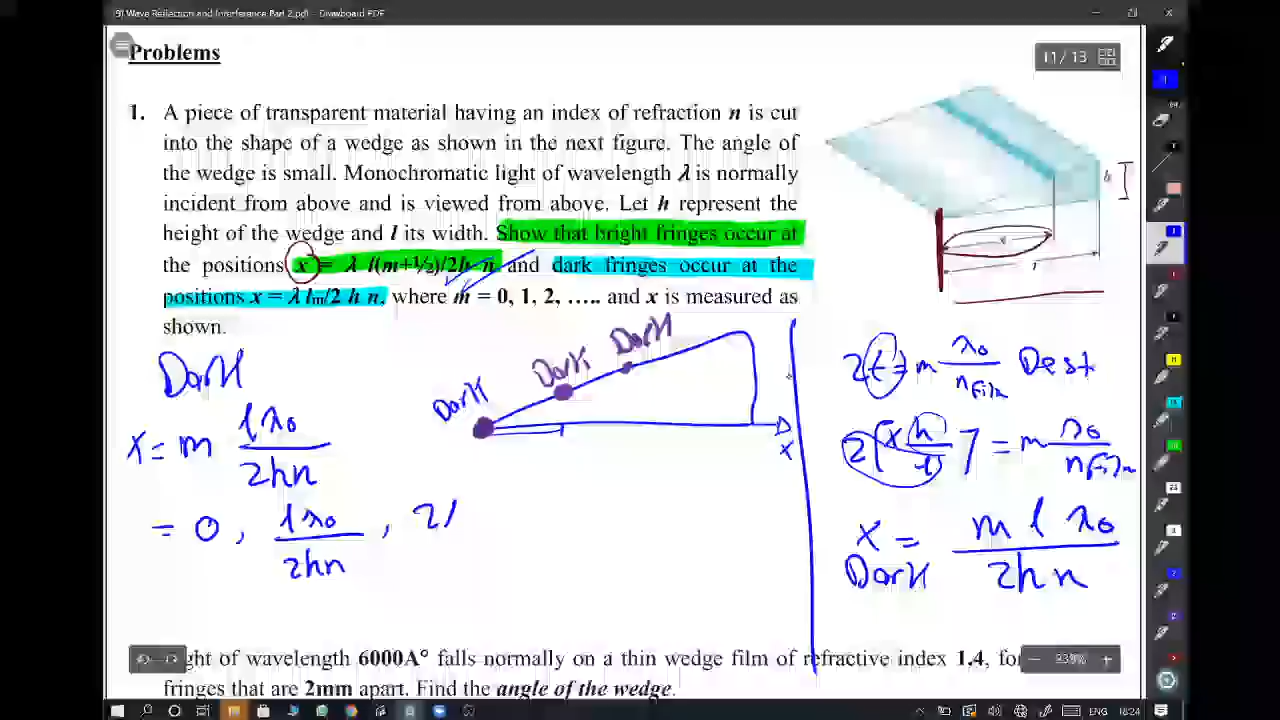 9) Wave Reflection and Interference Part 2.pdf - Drawboard PDF
Problems
11 / 13
1. A piece of transparent material having an index of refraction n is cut
into the shape of a wedge as shown in the next figure. The angle of
the wedge is small. Monochromatic light of wavelength λ is normally
incident from above and is viewed from above. Let h represent the
height of the wedge and l its width. Show that bright fringes occur at
the positions x = λ l(m+½)/2h n and dark fringes occur at the
positions x = λ lm/2 h n, where m = 0, 1, 2, ….. and x is measured as
shown.
h
x
l
Dark
x = m lλ₀/2hn
= 0, lλ₀/2hn, 2l
Dark Dark Dark
x
2t = m λ₀/nFilm Dest
2[x h/l] = m λ₀/nFilm
x Dark = m l λ₀/2hn
ght of wavelength 6000A° falls normally on a thin wedge film of refractive index 1.4, fo
fringes that are 2mm apart. Find the angle of the wedge.
239%
ENG 18:24